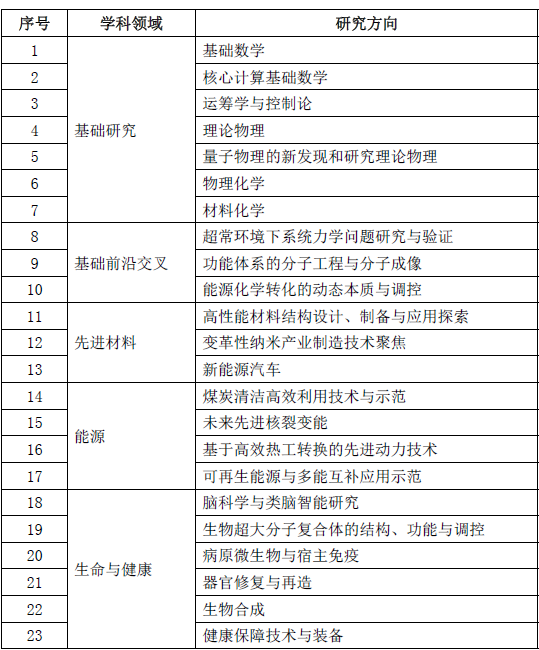 序号 学科领域 研究方向
1 基础数学
2 核心计算基础数学
3 运筹学与控制论
4 基础研究 理论物理
5 量子物理的新发现和研究理论物理
6 物理化学
7 材料化学
8 超常环境下系统力学问题研究与验证
9 基础前沿交叉 功能体系的分子工程与分子成像
10 能源化学转化的动态本质与调控
11 高性能材料结构设计、制备与应用探索
12 先进材料 变革性纳米产业制造技术聚焦
13 新能源汽车
14 煤炭清洁高效利用技术与示范
15 未来先进核裂变能
能源
16 基于高效热工转换的先进动力技术
17 可再生能源与多能互补应用示范
18 脑科学与类脑智能研究
19 生物超大分子复合体的结构、功能与调控
20 病原微生物与宿主免疫
生命与健康
21 器官修复与再造
22 生物合成
23 健康保障技术与装备